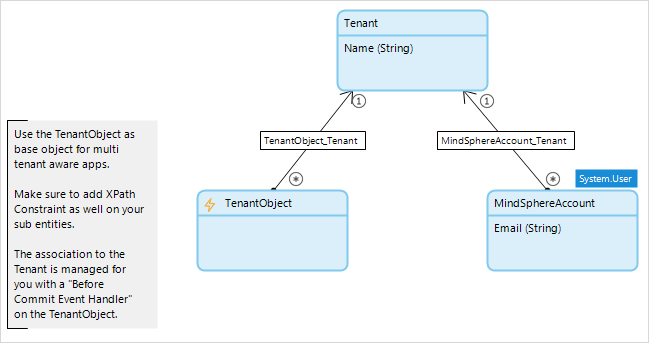 Tenant
Name (String)
1
1
TenantObject_Tenant
MindSphereAccount_Tenant
Use the TenantObject as
base object for multi
tenant aware apps.
Make sure to add XPath
Constraint as well on your
sub entities.
The association to the
Tenant is managed for
you with a "Before
Commit Event Handler"
on the TenantObject.
*
*
System.User
TenantObject
MindSphereAccount
Email (String)